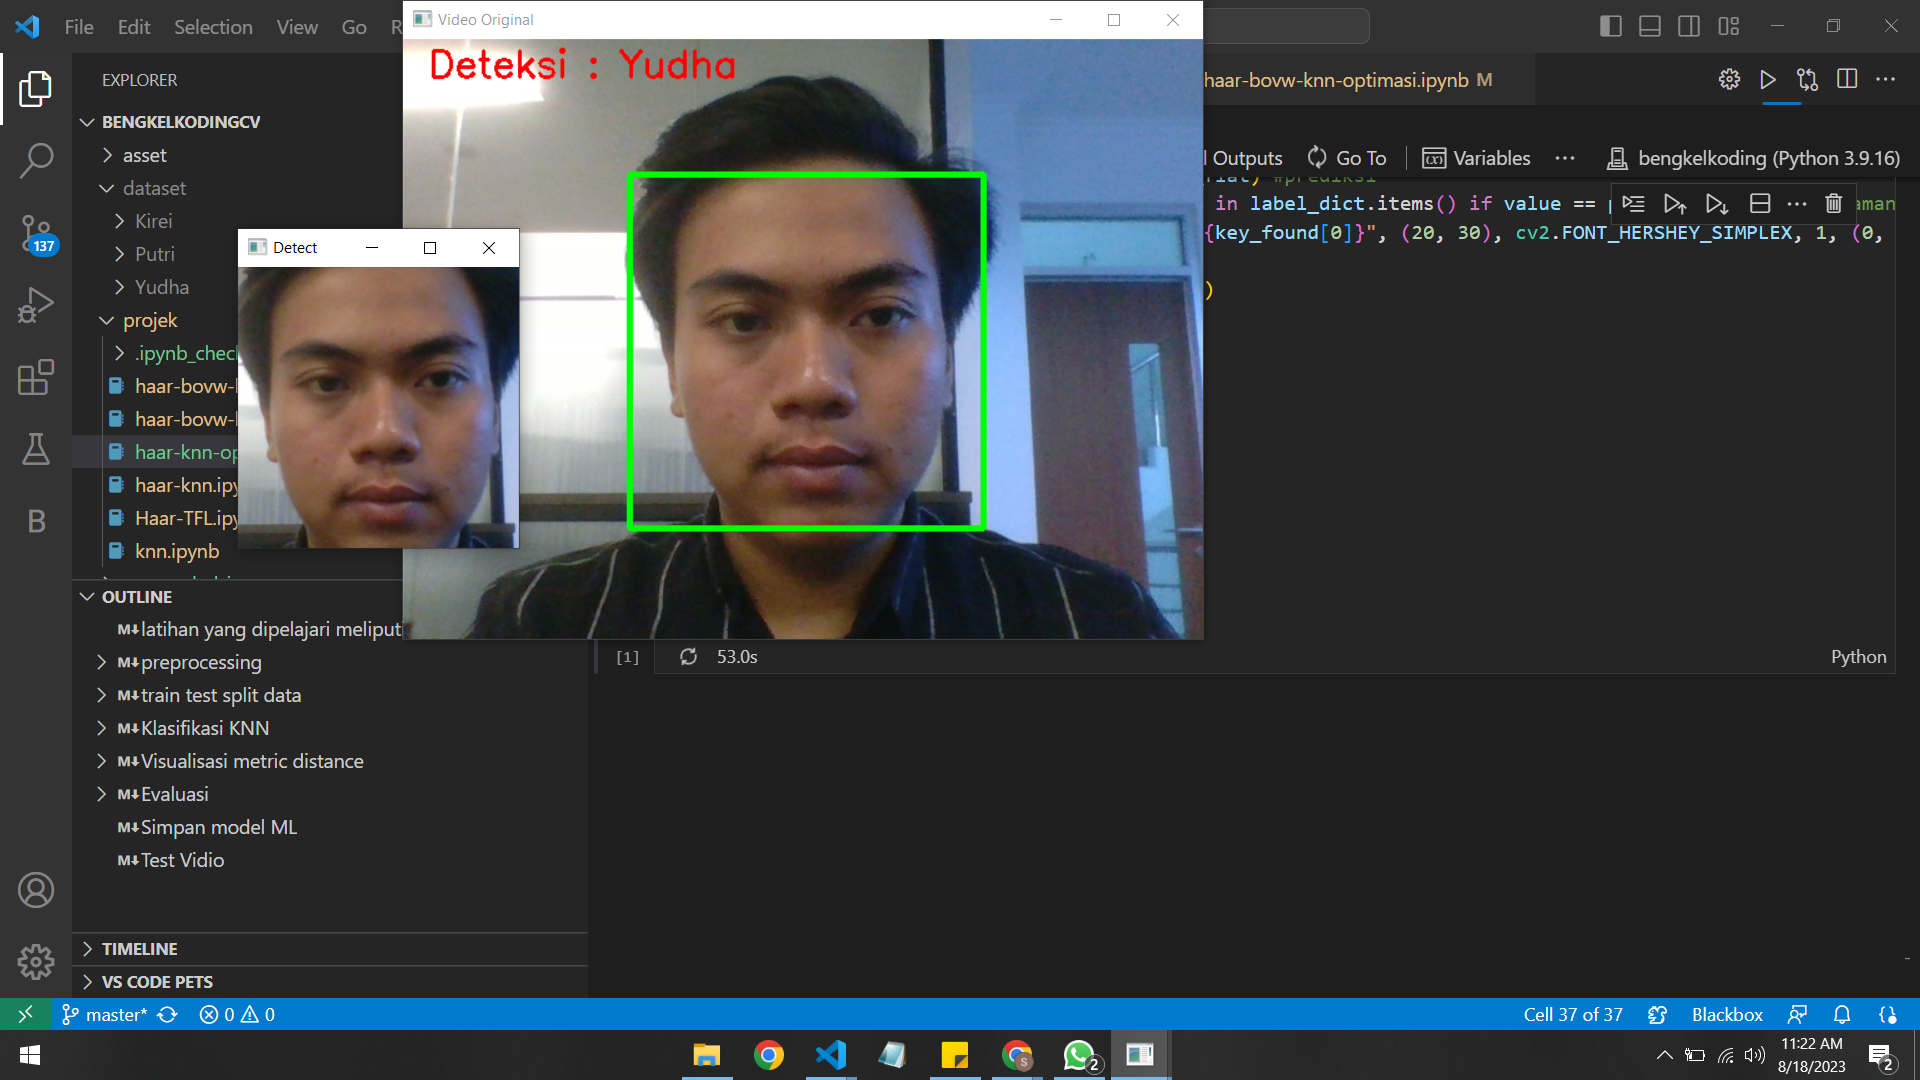 File Edit Selection View Go R
Video Original
Deteksi : Yudha
EXPLORER
BENGKELKODINGCV
asset
dataset
Kirei
Putri
Yudha
projek
.ipynb_chec
haar-bovw-
haar-bovw-
haar-knn-op
haar-knn.ipy
Haar-TFL.ipy
knn.ipynb
137
B
Detect
haar-bovw-knn-optimasi.ipynb M
Outputs Go To Variables bengkelkoding (Python 3.9.16)
#prediksi
in label_dict.items() if value ==
{key_found[0]}", (20, 30), cv2.FONT_HERSHEY_SIMPLEX, 1, (0,
)
[1] 53.0s Python
OUTLINE
M↓latihan yang dipelajari meliput
M↓preprocessing
M↓train test split data
M↓Klasifikasi KNN
M↓Visualisasi metric distance
M↓Evaluasi
M↓Simpan model ML
M↓Test Vidio
TIMELINE
VS CODE PETS
master* 0 0 Cell 37 of 37 Blackbox
S 2 11:22 AM
8/18/2023 2